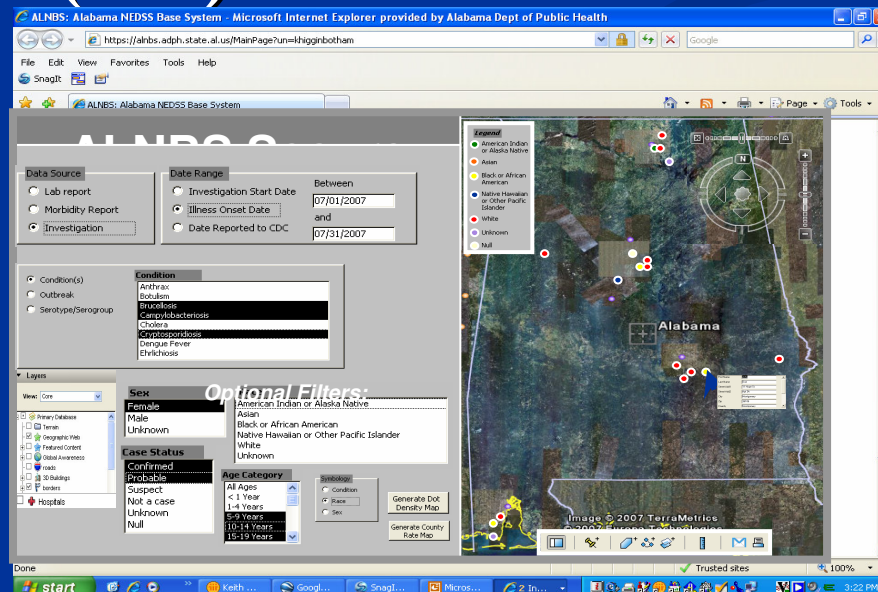 ALNBS: Alabama NEDSS Base System - Microsoft Internet Explorer provided by Alabama Dept of Public Health
https://alnbs.adph.state.al.us/MainPage?un=khigginbotham
Google
File Edit View Favorites Tools Help
SnagIt
ALNBS: Alabama NEDSS Base System
Page Tools
ALNBS
Data Source
Lab report
Morbidity Report
Investigation
Date Range
Investigation Start Date
Illness Onset Date
Date Reported to CDC
Between
07/01/2007
and
07/31/2007
Condition(s)
Outbreak
Serotype/Serogroup
Condition
Anthrax
Botulism
Brucellosis
Campylobacteriosis
Cholera
Cryptosporidiosis
Dengue Fever
Ehrlichiosis
Layers
View: Core
Primary Database
Terrain
Geographic Web
Featured Content
Global Awareness
roads
3D Buildings
borders
Hospitals
Optional Filters:
Sex
Female
Male
Unknown
American Indian or Alaska Native
Asian
Black or African American
Native Hawaiian or Other Pacific Islander
White
Unknown
Case Status
Confirmed
Probable
Suspect
Not a case
Unknown
Null
Age Category
All Ages
< 1 Year
1-4 Years
5-9 Years
10-14 Years
15-19 Years
Symbology
Condition
Race
Sex
Generate Dot
Density Map
Generate County
Rate Map
Legend
American Indian
or Alaska Native
Asian
Black or African
American
Native Hawaiian
or Other Pacific
Islander
White
Unknown
Null
N
Alabama
Image © 2007 TerraMetrics
© 2007 Europa Technologies
Done
Trusted sites
100%
start
Keith ...
Googl...
SnagI...
Micros...
2 In...
3:22 PM